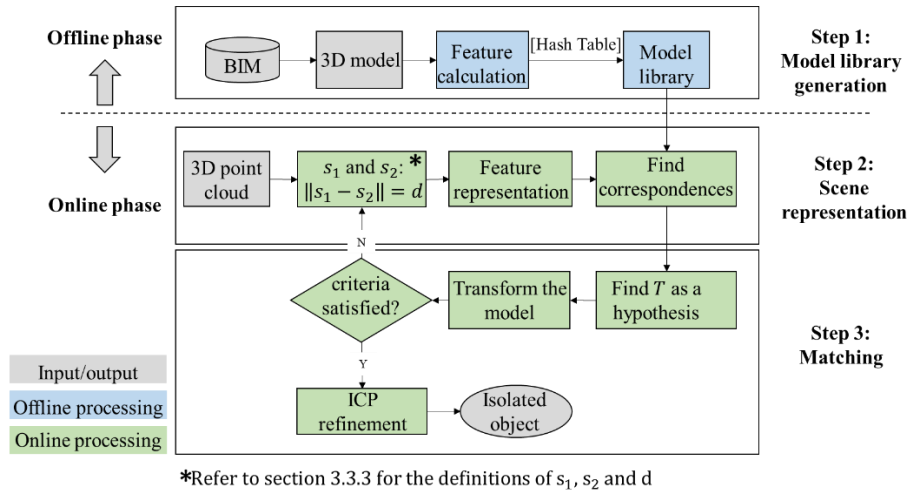 Offline phase
BIM
3D model
Feature
calculation
[Hash Table]
Model
library
Step 1:
Model library
generation
Online phase
3D point
cloud
s₁ and s₂: *
‖s₁ − s₂‖ = d
Feature
representation
Find
correspondences
Step 2:
Scene
representation
N
criteria
satisfied?
Transform the
model
Find T as a
hypothesis
Step 3:
Matching
Y
ICP
refinement
Isolated
object
Input/output
Offline processing
Online processing
*Refer to section 3.3.3 for the definitions of s₁, s₂ and d